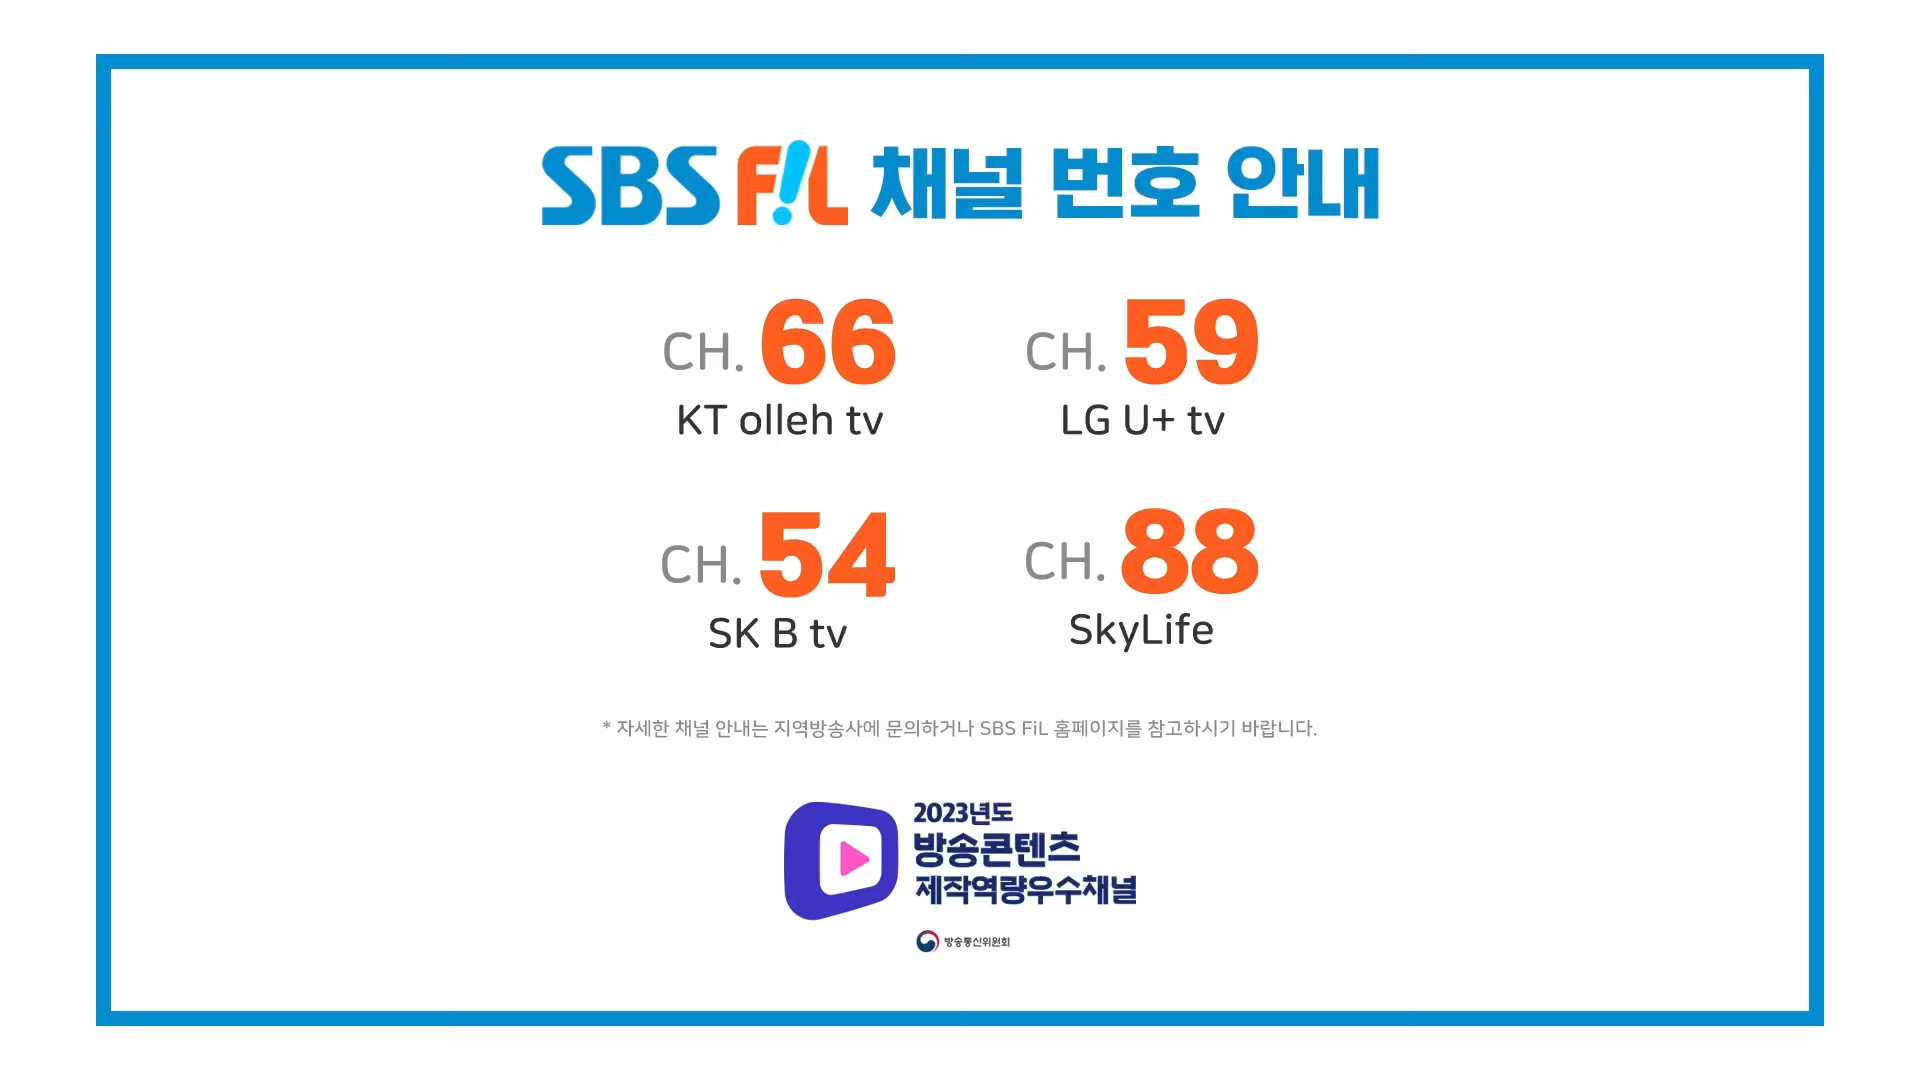 SBS F!L 채널 번호 안내
CH. 66
KT olleh tv
CH. 59
LG U+ tv
CH. 54
SK B tv
CH. 88
SkyLife
* 자세한 채널 안내는 지역방송사에 문의하거나 SBS FiL 홈페이지를 참고하시기 바랍니다.
2023년도
방송콘텐츠
제작역량우수채널
방송통신위원회